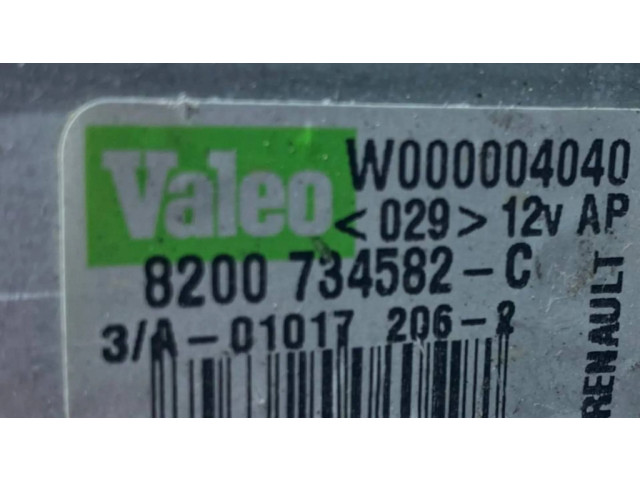 Valeo
W000004040
<029> 12v AP
8200 734582-C
3/A-01017 206-2
RENAULT